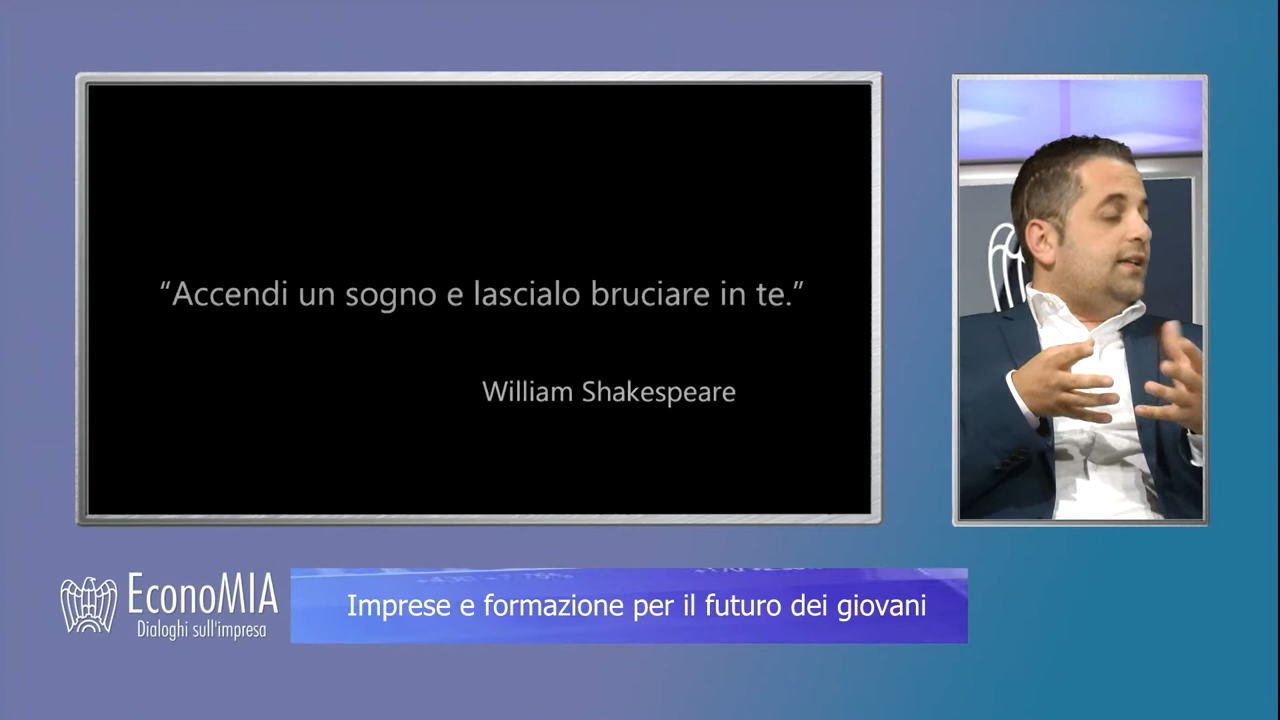 “Accendi un sogno e lascialo bruciare in te.”
William Shakespeare
EconoMIA
Dialoghi sull'impresa
Imprese e formazione per il futuro dei giovani